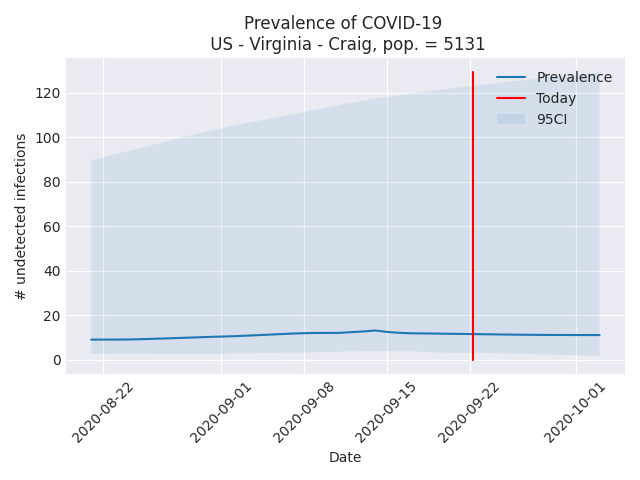 Prevalence of COVID-19
US - Virginia - Craig, pop. = 5131
Prevalence
Today
95CI
120
100
80
60
40
20
0
# undetected infections
2020-08-22
2020-09-01
2020-09-08
2020-09-15
2020-09-22
2020-10-01
Date